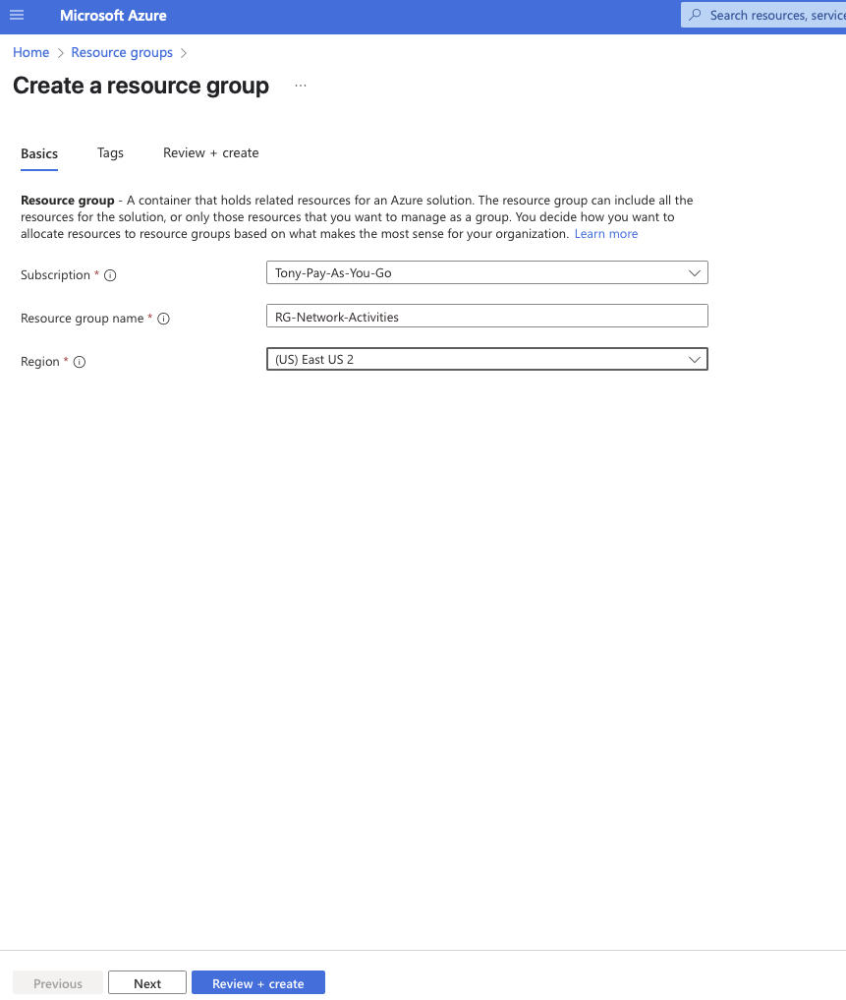 Microsoft Azure
Search resources, service
Home > Resource groups >
Create a resource group ...
Basics Tags Review + create
Resource group - A container that holds related resources for an Azure solution. The resource group can include all the
resources for the solution, or only those resources that you want to manage as a group. You decide how you want to
allocate resources to resource groups based on what makes the most sense for your organization. Learn more
Subscription * Tony-Pay-As-You-Go
Resource group name * RG-Network-Activities
Region * (US) East US 2
Previous Next Review + create